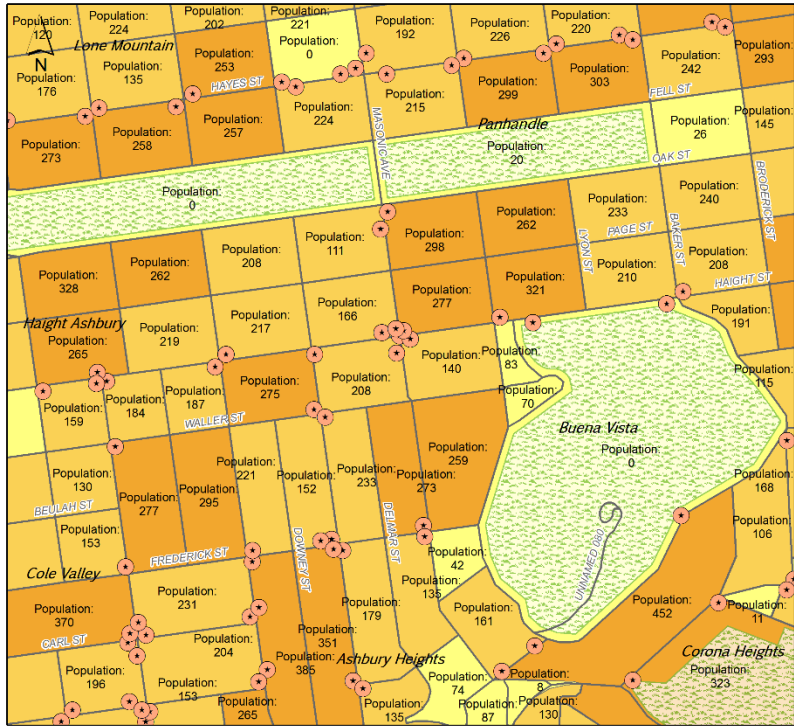 Population:
120
Population:
224
Population:
202
Population:
221
Population:
0
Population:
192
Population:
226
Population:
220
Population:
242
Population:
293
Lone Mountain
N
Population:
176
Population:
135
Population:
253
HAYES ST
Population:
224
Population:
215
Population:
299
Population:
303
FELL ST
Population:
273
Population:
258
Population:
257
MASONIC AVE
Panhandle
Population:
20
Population:
26
Population:
145
OAK ST
Population:
0
Population:
233
Population:
240
BRODERICK ST
PAGE ST
LYON ST
BAKER ST
Population:
328
Population:
262
Population:
208
Population:
111
Population:
298
Population:
262
Population:
210
Population:
208
HAIGHT ST
Haight Ashbury
Population:
265
Population:
219
Population:
217
Population:
166
Population:
277
Population:
321
Population:
191
Population:
159
Population:
184
Population:
187
Population:
275
Population:
208
Population:
140
Population:
83
Population:
70
Population:
115
WALLER ST
Buena Vista
Population:
0
Population:
130
Population:
277
Population:
295
Population:
221
Population:
152
Population:
233
Population:
273
Population:
259
Population:
168
BEULAH ST
Population:
153
DELMAR ST
DOWNEY ST
UNNAMED 080
Population:
106
FREDERICK ST
Cole Valley
Population:
370
Population:
231
Population:
179
Population:
135
Population:
42
Population:
161
Population:
452
Population:
11
CARL ST
Population:
204
Population:
351
Population:
385
Ashbury Heights
Corona Heights
Population:
323
Population:
196
Population:
153
Population:
265
Population:
135
Population:
74
Population:
87
Population:
8
Population:
130